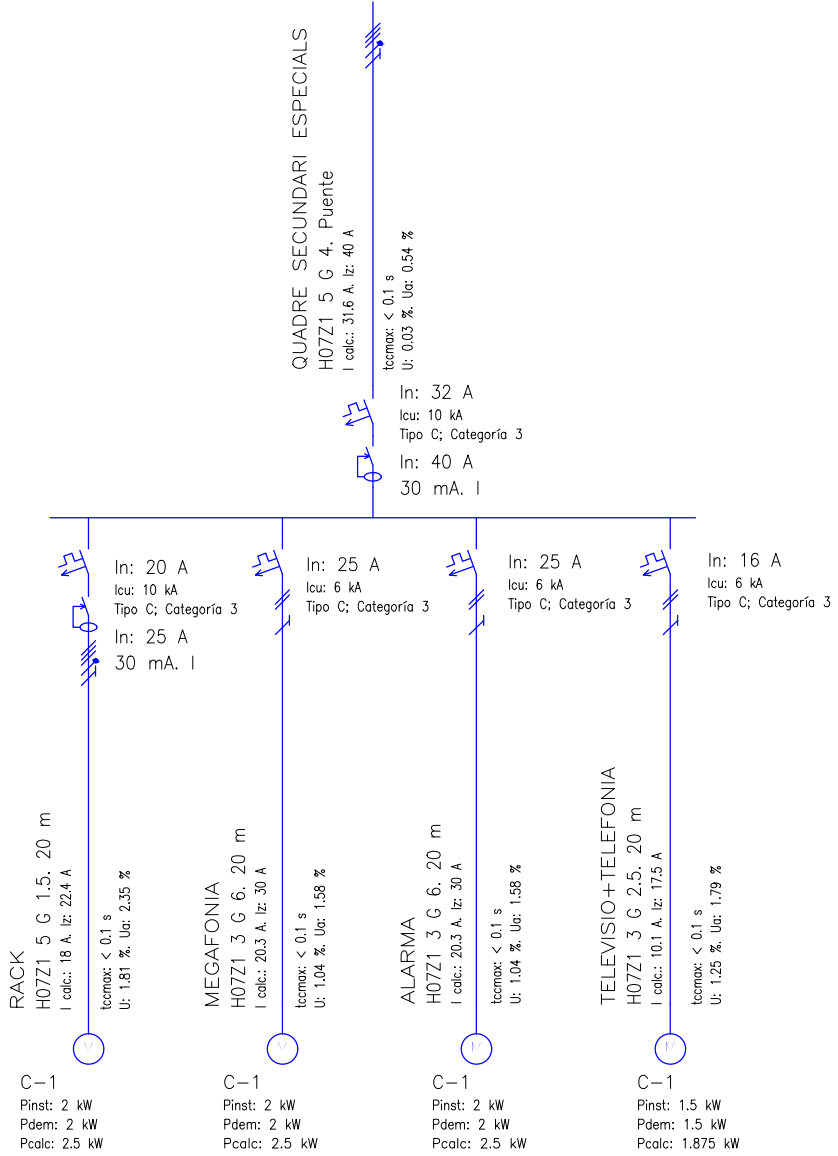 QUADRE SECUNDARI ESPECIALS
H07Z1 5 G 4. Puente
I calc.: 31.6 A. Iz: 40 A
tccmax: < 0.1 s
U: 0.03 %. Ua: 0.54 %
In: 32 A
Icu: 10 kA
Tipo C; Categoría 3
In: 40 A
30 mA. I
In: 20 A
Icu: 10 kA
Tipo C; Categoría 3
In: 25 A
30 mA. I
In: 25 A
Icu: 6 kA
Tipo C; Categoría 3
In: 25 A
Icu: 6 kA
Tipo C; Categoría 3
In: 16 A
Icu: 6 kA
Tipo C; Categoría 3
RACK
H07Z1 5 G 1.5. 20 m
I calc.: 18 A. Iz: 22.4 A
tccmax: < 0.1 s
U: 1.81 %. Ua: 2.35 %
MEGAFONIA
H07Z1 3 G 6. 20 m
I calc.: 20.3 A. Iz: 30 A
tccmax: < 0.1 s
U: 1.04 %. Ua: 1.58 %
ALARMA
H07Z1 3 G 6. 20 m
I calc.: 20.3 A. Iz: 30 A
tccmax: < 0.1 s
U: 1.04 %. Ua: 1.58 %
TELEVISIO+TELEFONIA
H07Z1 3 G 2.5. 20 m
I calc.: 10.1 A. Iz: 17.5 A
tccmax: < 0.1 s
U: 1.25 %. Ua: 1.79 %
C-1
Pinst: 2 kW
Pdem: 2 kW
Pcalc: 2.5 kW
C-1
Pinst: 2 kW
Pdem: 2 kW
Pcalc: 2.5 kW
C-1
Pinst: 2 kW
Pdem: 2 kW
Pcalc: 2.5 kW
C-1
Pinst: 1.5 kW
Pdem: 1.5 kW
Pcalc: 1.875 kW